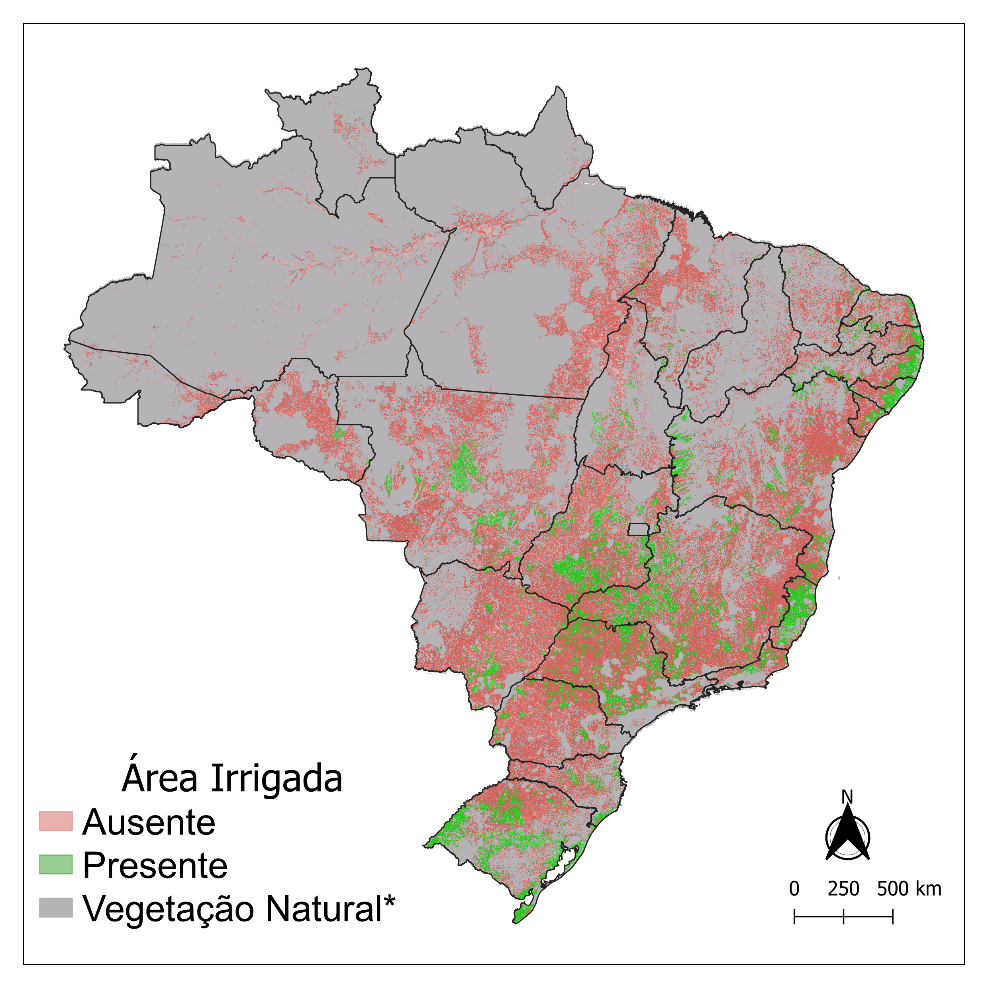 Área Irrigada
Ausente
Presente
Vegetação Natural*
N
0 250 500 km